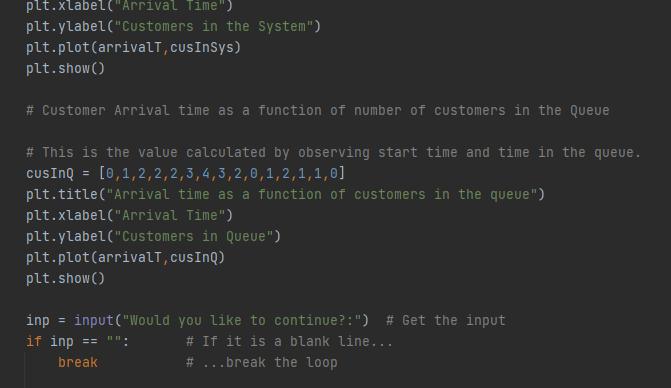 plt.xlabel("Arrival Time")
plt.ylabel("Customers in the System")
plt.plot(arrivalT,cusInSys)
plt.show()
# Customer Arrival time as a function of number of customers in the Queue
# This is the value calculated by observing start time and time in the queue.
cusInQ = [0,1,2,2,2,3,4,3,2,0,1,2,1,1,0]
plt.title("Arrival time as a function of customers in the queue")
plt.xlabel("Arrival Time")
plt.ylabel("Customers in Queue")
plt.plot(arrivalT,cusInQ)
plt.show()
inp = input("Would you like to continue?:")  # Get the input
if inp == "":       # If it is a blank line...
    break           # ...break the loop